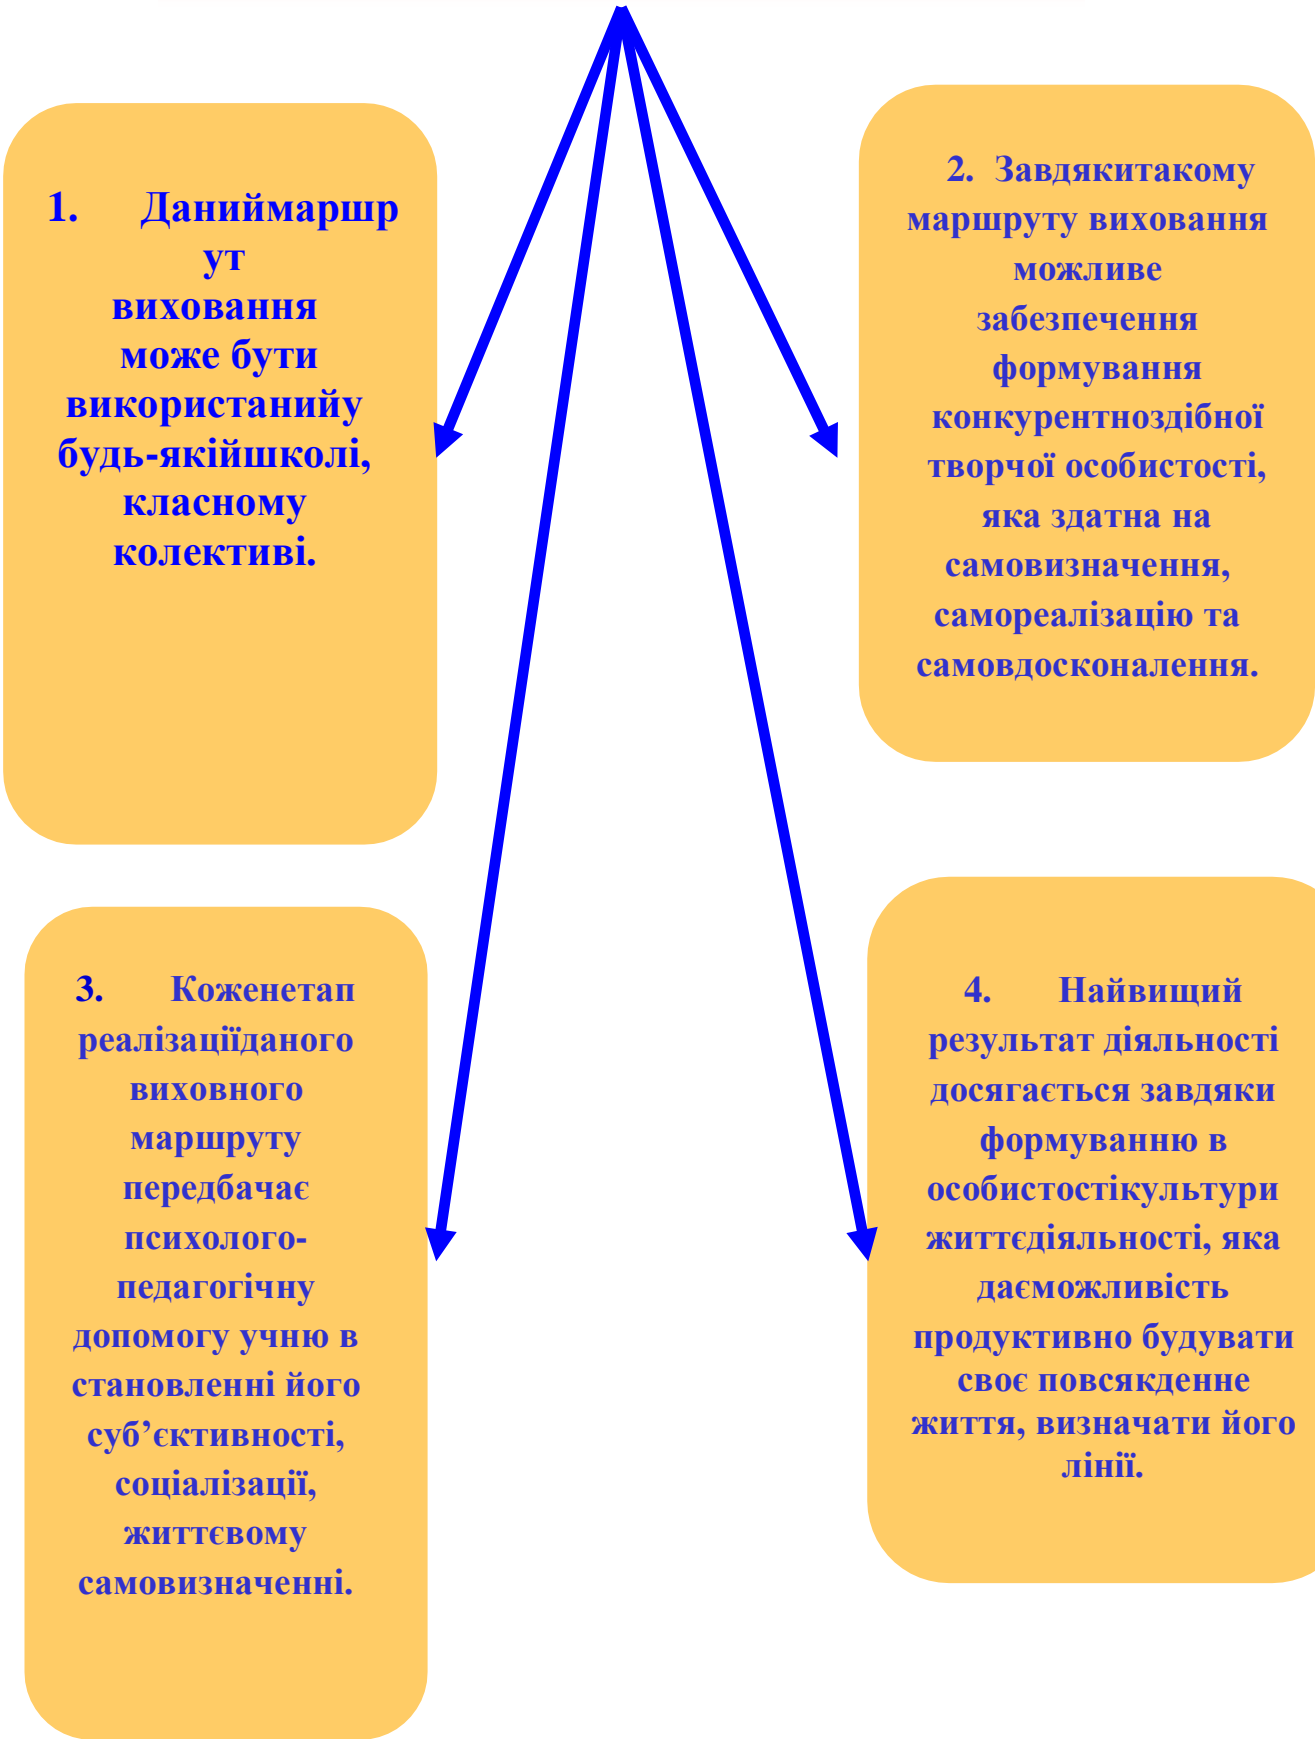 1. Даниймаршр
ут
виховання
може бути
використанийу
будь-якійшколі,
класному
колективі.
2. Завдякитакому
маршруту виховання
можливе
забезпечення
формування
конкурентноздібної
творчої особистості,
яка здатна на
самовизначення,
самореалізацію та
самовдосконалення.
3. Коженетап
реалізаціїданого
виховного
маршруту
передбачає
психолого-
педагогічну
допомогу учню в
становленні його
суб’єктивності,
соціалізації,
життєвому
самовизначенні.
4. Найвищий
результат діяльності
досягається завдяки
формуванню в
особистостікультури
життєдіяльності, яка
даєможливість
продуктивно будувати
своє повсякденне
життя, визначати його
лінії.